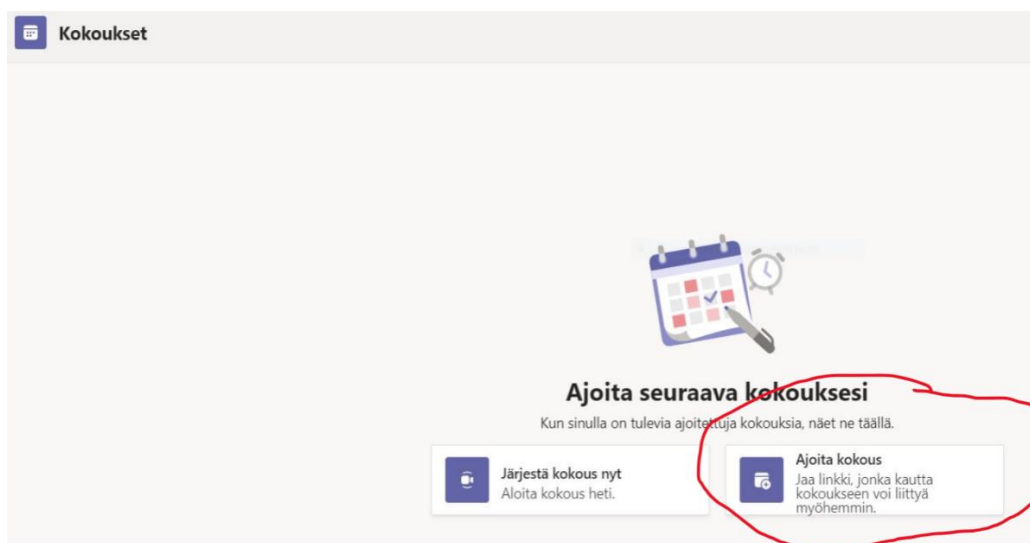 Kokoukset
Ajoita seuraava kokouksesi
Kun sinulla on tulevia ajoitettuja kokouksia, näet ne täällä.
Järjestä kokous nyt
Aloita kokous heti.
Ajoita kokous
Jaa linkki, jonka kautta
kokoukseen voi liittyä
myöhemmin.